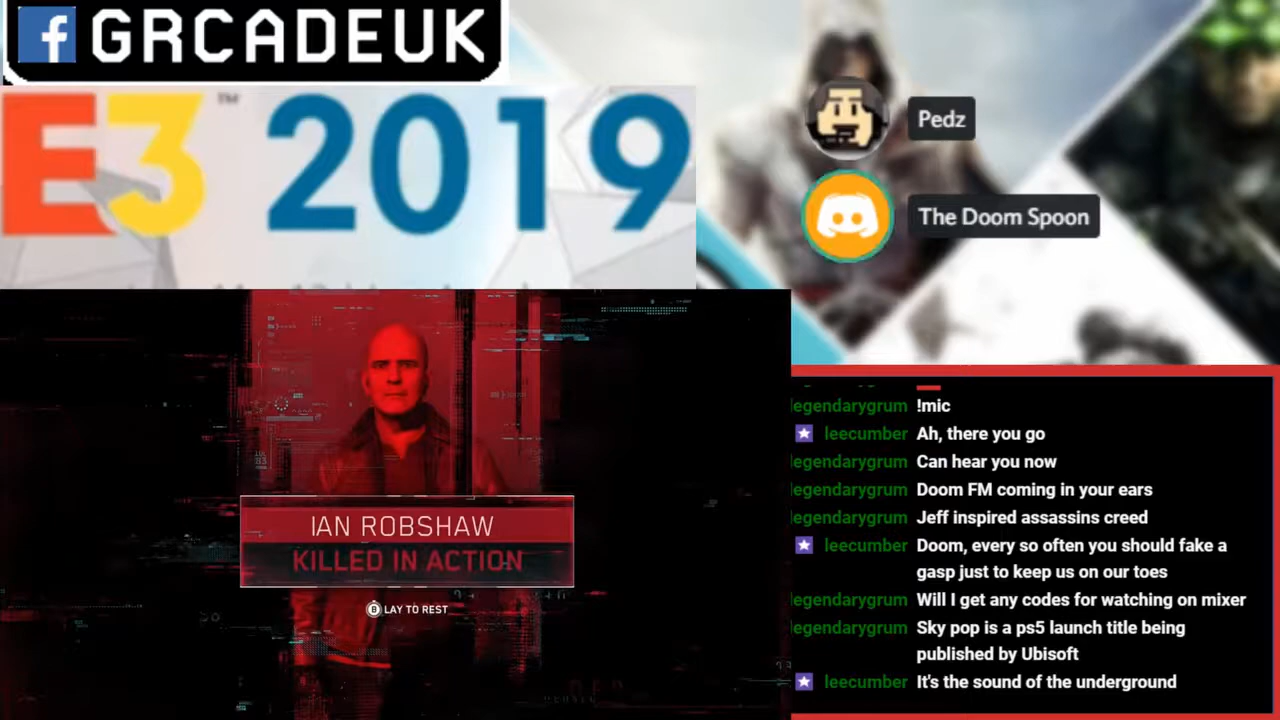 GRCADEUK
E3™ 2019
Pedz
The Doom Spoon
IAN ROBSHAW
KILLED IN ACTION
B LAY TO REST
legendarygrum !mic
leecumber Ah, there you go
legendarygrum Can hear you now
legendarygrum Doom FM coming in your ears
legendarygrum Jeff inspired assassins creed
leecumber Doom, every so often you should fake a
gasp just to keep us on our toes
legendarygrum Will I get any codes for watching on mixer
legendarygrum Sky pop is a ps5 launch title being
published by Ubisoft
leecumber It's the sound of the underground